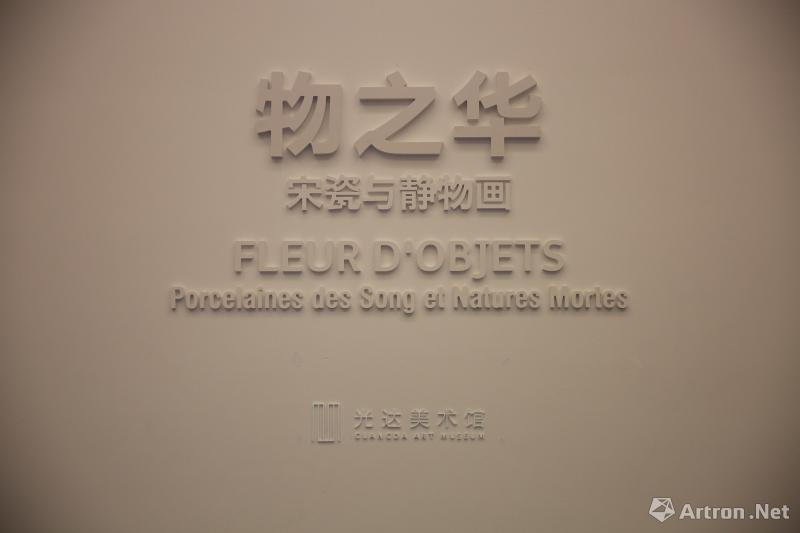 物之华
宋瓷与静物画
FLEUR D'OBJETS
Porcelaines des Song et Natures Mortes
光达美术馆
GUANGDA ART MUSEUM
Artron.Net